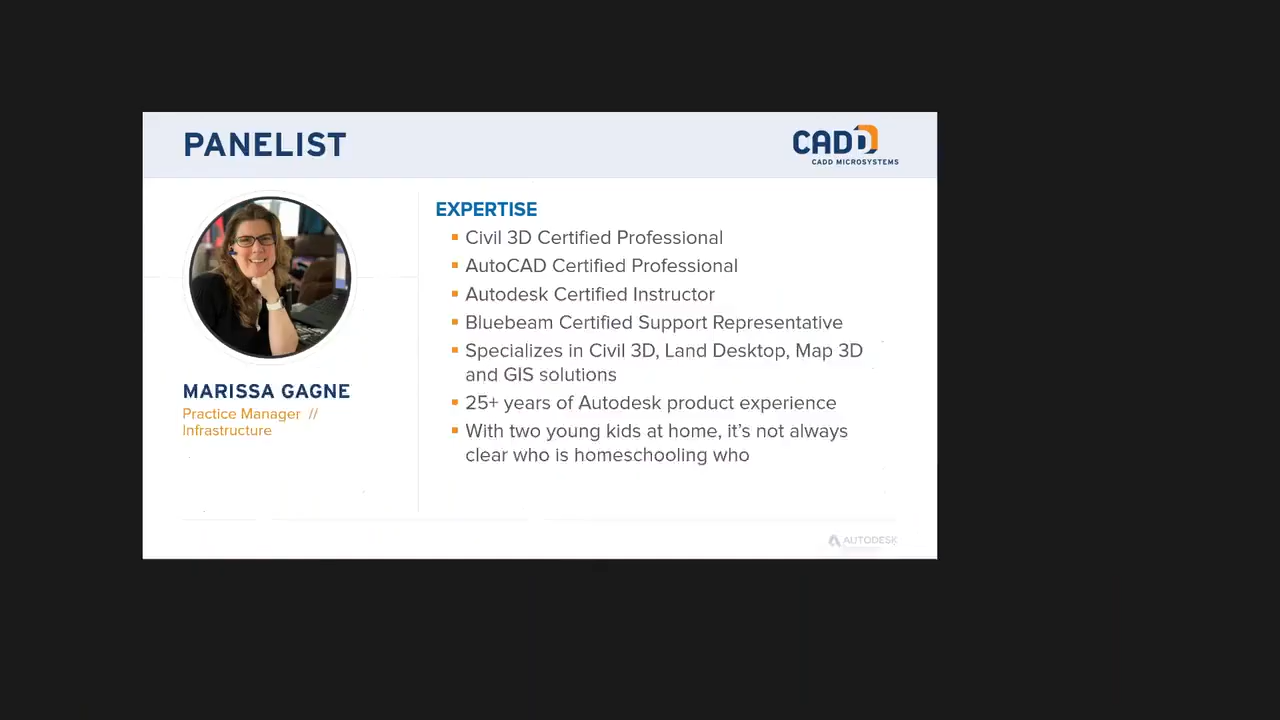 PANELIST
CADD
CADD MICROSYSTEMS
EXPERTISE
Civil 3D Certified Professional
AutoCAD Certified Professional
Autodesk Certified Instructor
Bluebeam Certified Support Representative
Specializes in Civil 3D, Land Desktop, Map 3D
and GIS solutions
25+ years of Autodesk product experience
With two young kids at home, it’s not always
clear who is homeschooling who
MARISSA GAGNE
Practice Manager //
Infrastructure
AUTODESK